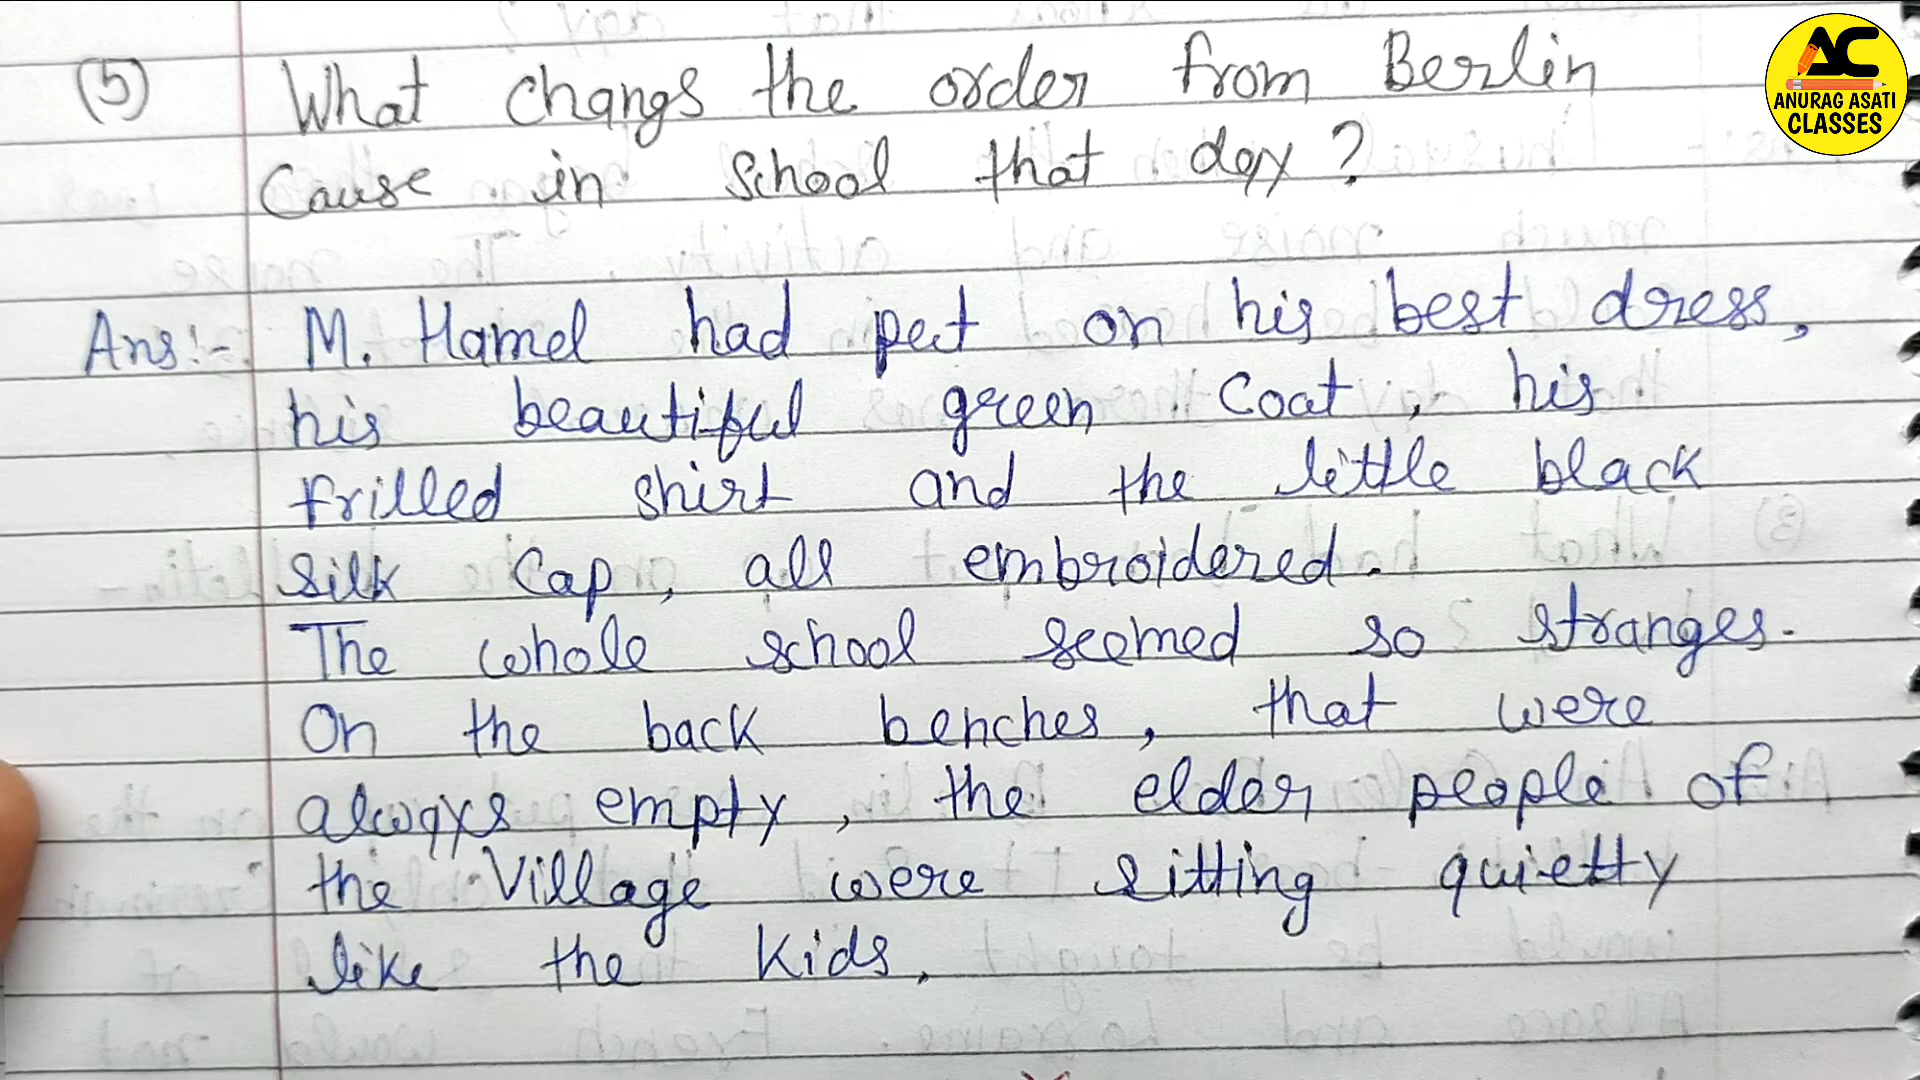 (5) What changs the order from Berlin
Cause in School that day?
Ans:- M. Hamel had put on his best dress,
his beautiful green Coat, his
frilled shirt and the little black
silk Cap, all embroidered.
The whole school seemed so stranges.
On the back benches, that were
always empty, the elder people of
the Village were sitting quietty
like the kids.
AC
ANURAG ASATI
CLASSES